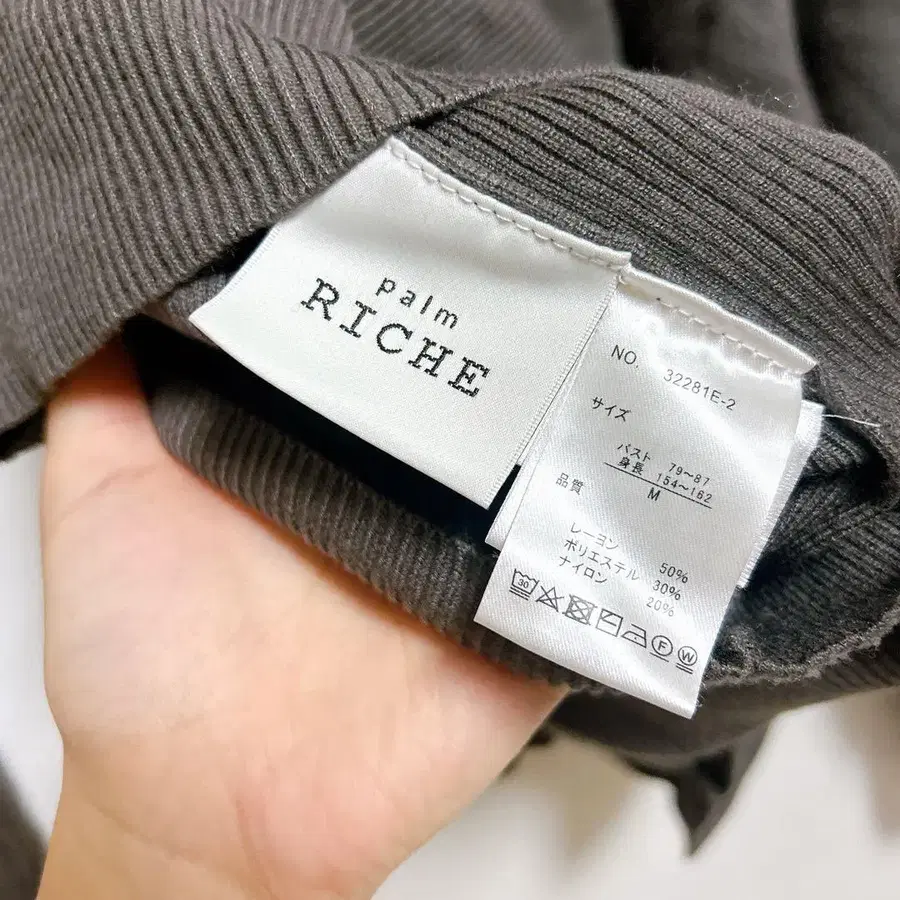 palm
RICHE
NO. 32281E-2
サイズ
バスト 79～87
身長 154～162
M
品質
レーヨン 50%
ポリエステル 30%
ナイロン 20%
30
F
W